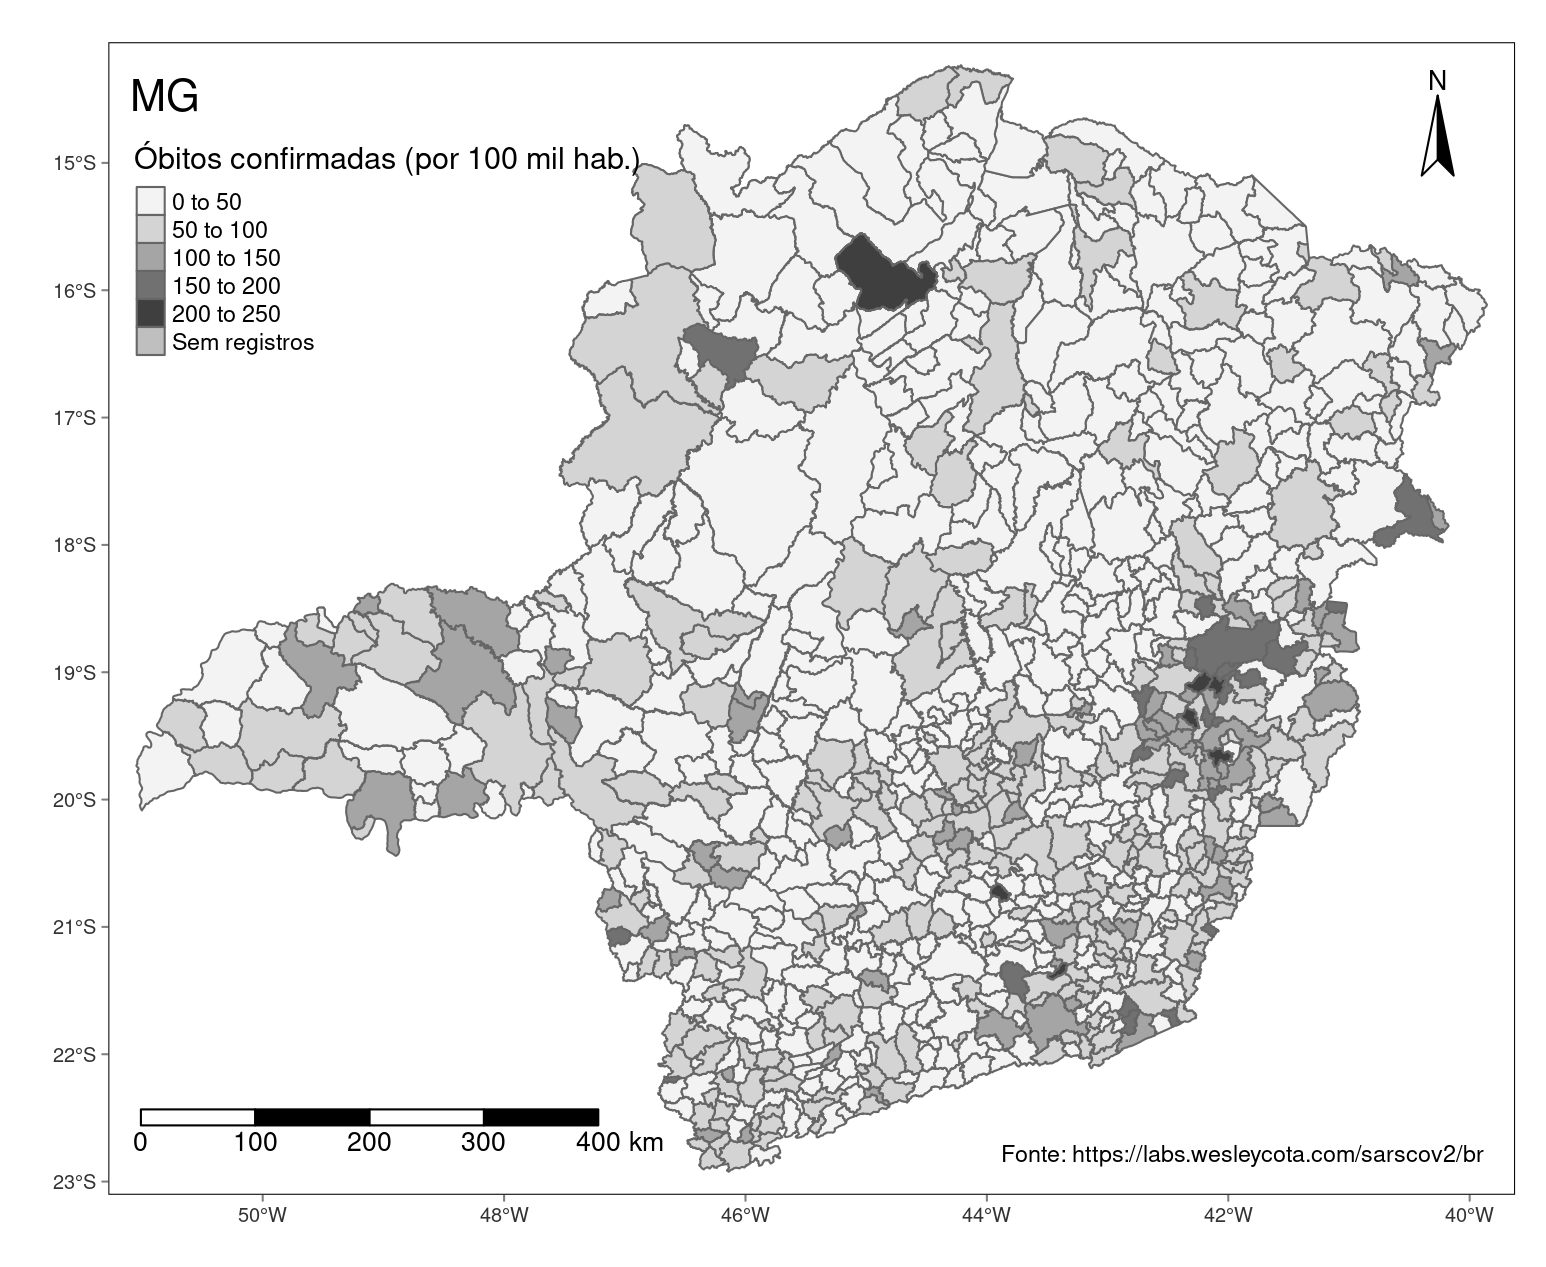 MG
N
Óbitos confirmadas (por 100 mil hab.)
0 to 50
50 to 100
100 to 150
150 to 200
200 to 250
Sem registros
15°S
16°S
17°S
18°S
19°S
20°S
21°S
22°S
23°S
0 100 200 300 400 km
Fonte: https://labs.wesleycota.com/sarscov2/br
50°W 48°W 46°W 44°W 42°W 40°W